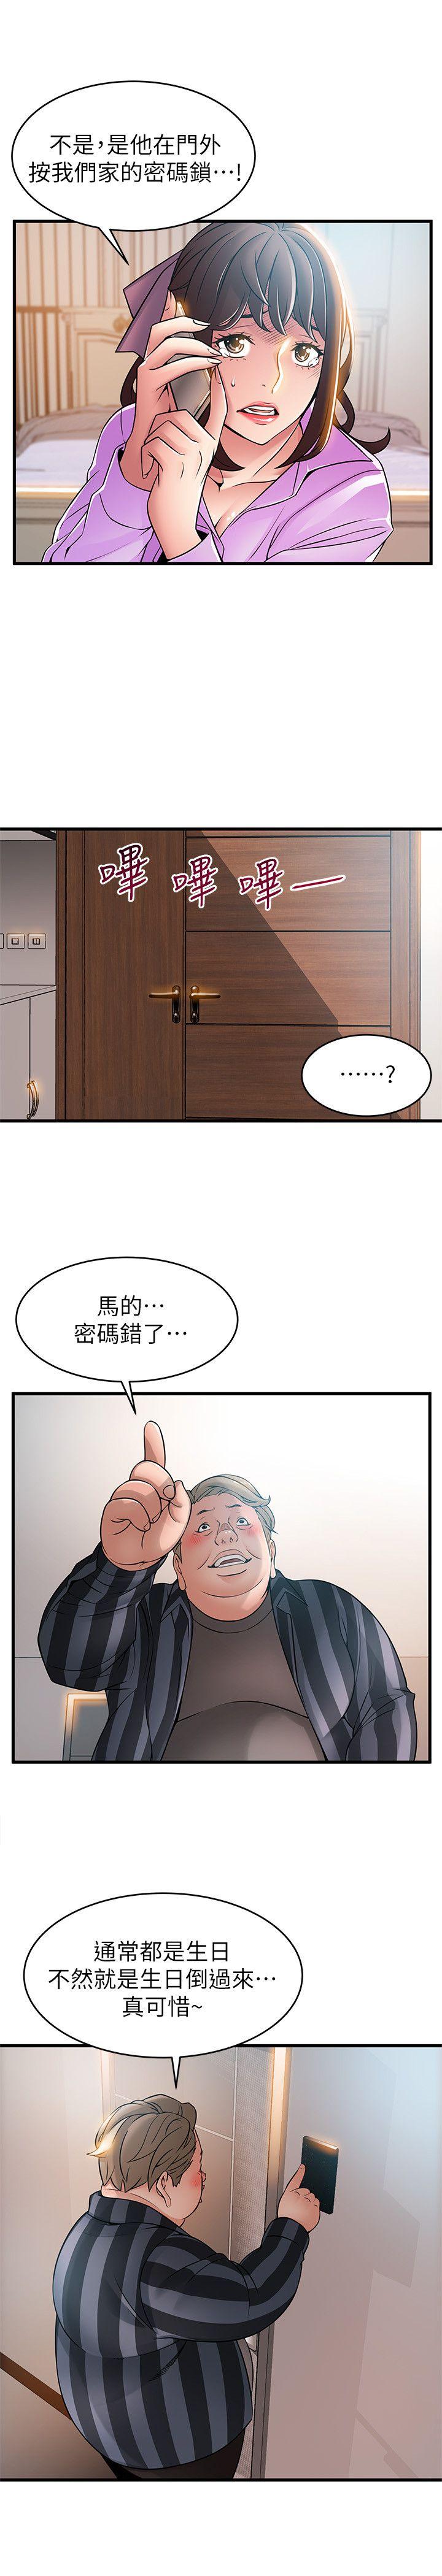 不是,是他在門外
按我們家的密碼鎖⋯!
嗶 嗶 嗶—
⋯⋯?
馬的⋯
密碼錯了⋯
通常都是生日
不然就是生日倒過來⋯
真可惜~